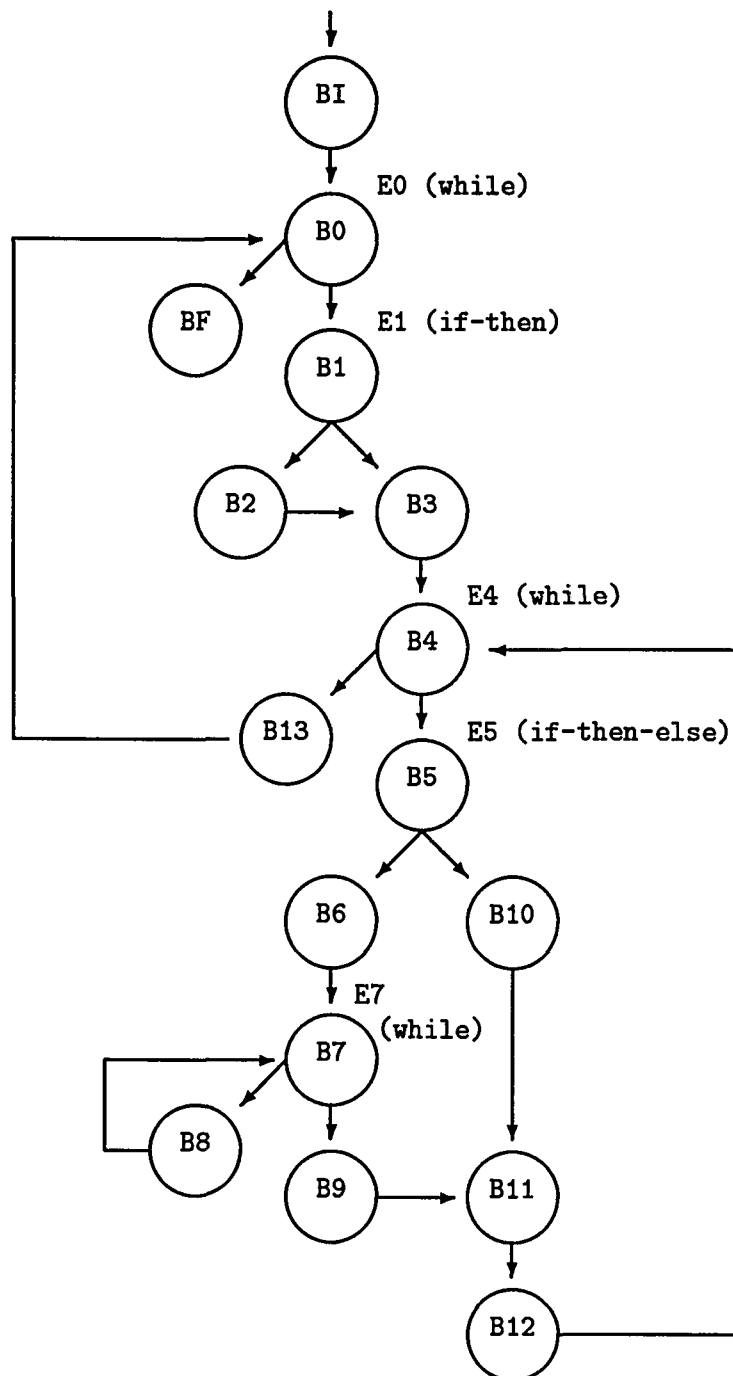 BI
E0 (while)
B0
BF
E1 (if-then)
B1
B2
B3
E4 (while)
B4
B13
E5 (if-then-else)
B5
B6
B10
E7
(while)
B7
B8
B9
B11
B12